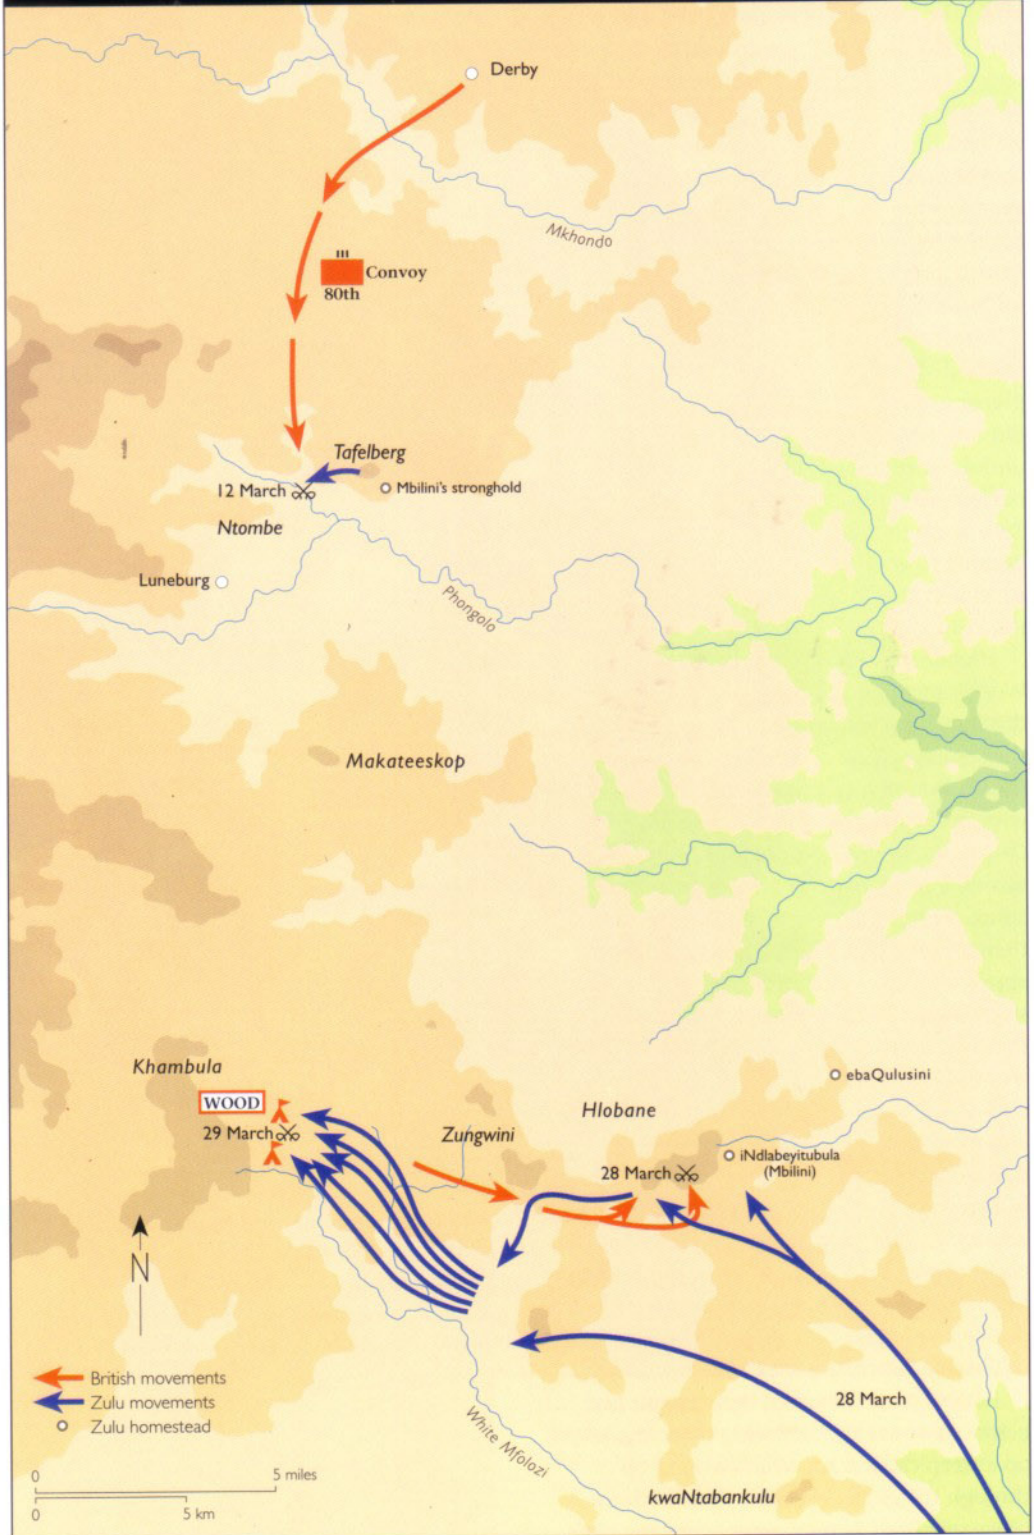 Derby
Mkhondo
III
Convoy
80th
Tafelberg
12 March
Mbilini's stronghold
Ntombe
Luneburg
Phongolo
Makateeskop
Khambula
ebaQulusini
WOOD
Hlobane
29 March
Zungwini
iNdlabeyitubula
(Mbilini)
28 March
N
British movements
Zulu movements
28 March
Zulu homestead
White Mfolozi
0
5 miles
kwaNtabankulu
0
5 km